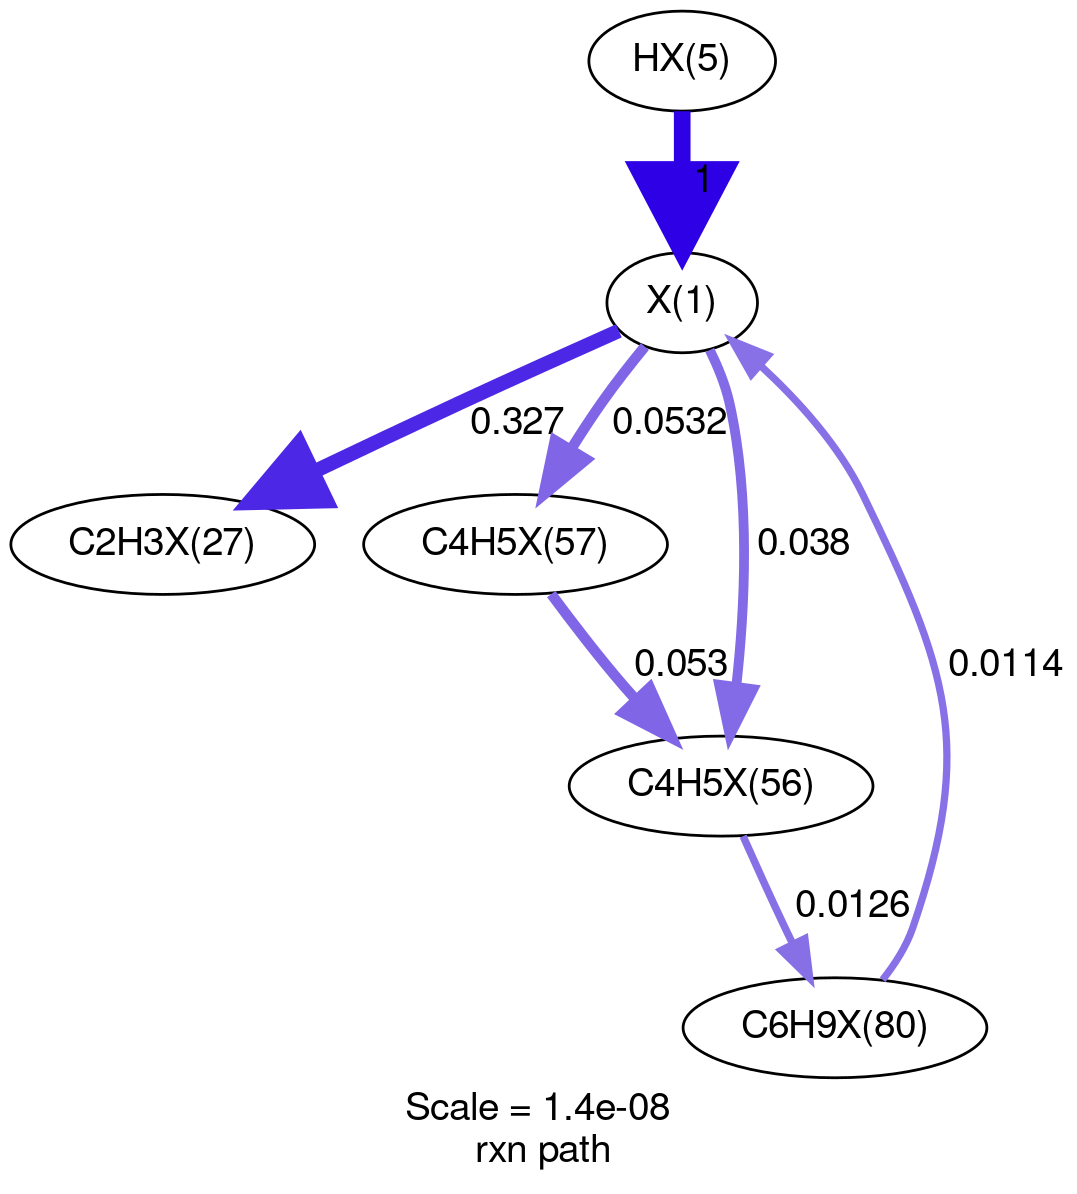 HX(5)
1
X(1)
0.327
0.0532
C2H3X(27)
C4H5X(57)
0.038
0.053
0.0114
C4H5X(56)
0.0126
C6H9X(80)
Scale = 1.4e-08
rxn path